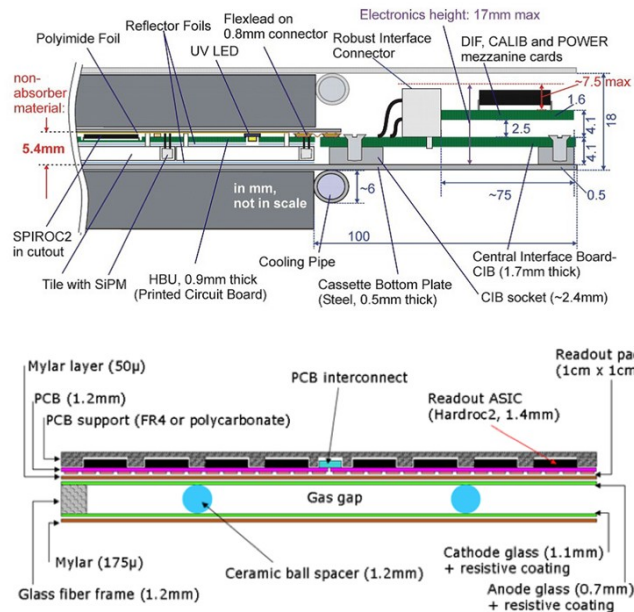 Electronics height: 17mm max
Flexlead on
0.8mm connector
Reflector Foils
Polyimide Foil
UV LED
Robust Interface
Connector
DIF, CALIB and POWER
mezzanine cards
non-
absorber
material:
5.4mm
~7.5 max
1.6
2.5
4.1
4.1
18
in mm,
not in scale
~6
~75
0.5
100
SPIROC2
in cutout
Tile with SiPM
HBU, 0.9mm thick
(Printed Circuit Board)
Cooling Pipe
Cassette Bottom Plate
(Steel, 0.5mm thick)
Central Interface Board-
CIB (1.7mm thick)
CIB socket (~2.4mm)
Mylar layer (50µ)
PCB (1.2mm)
PCB support (FR4 or polycarbonate)
PCB interconnect
Readout ASIC
(Hardroc2, 1.4mm)
Readout
(1cm x 1cm
Gas gap
Mylar (175µ)
Glass fiber frame (1.2mm)
Ceramic ball spacer (1.2mm)
Cathode glass (1.1mm)
+ resistive coating
Anode glass (0.7mm)
+ resistive coating